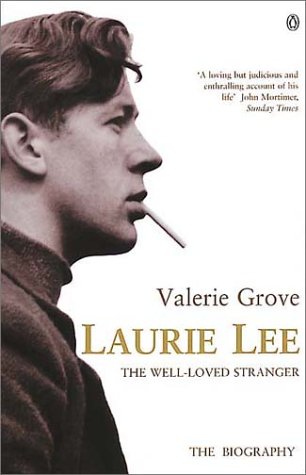 'A loving but judicious and
enthralling account of his
life' John Mortimer,
Sunday Times
Valerie Grove
LAURIE LEE
THE WELL-LOVED STRANGER
THE BIOGRAPHY